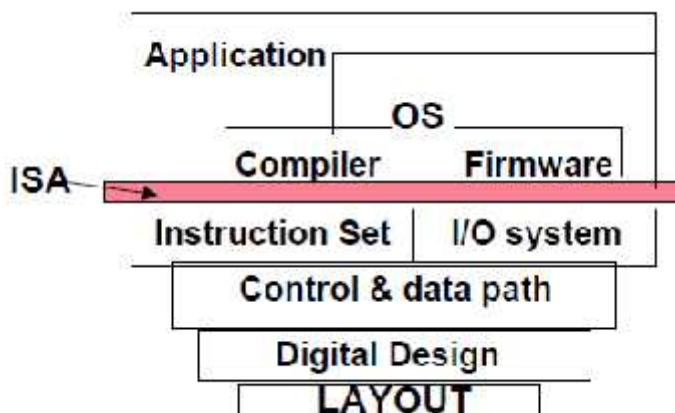 Application
OS
Compiler Firmware
ISA
Instruction Set I/O system
Control & data path
Digital Design
LAYOUT